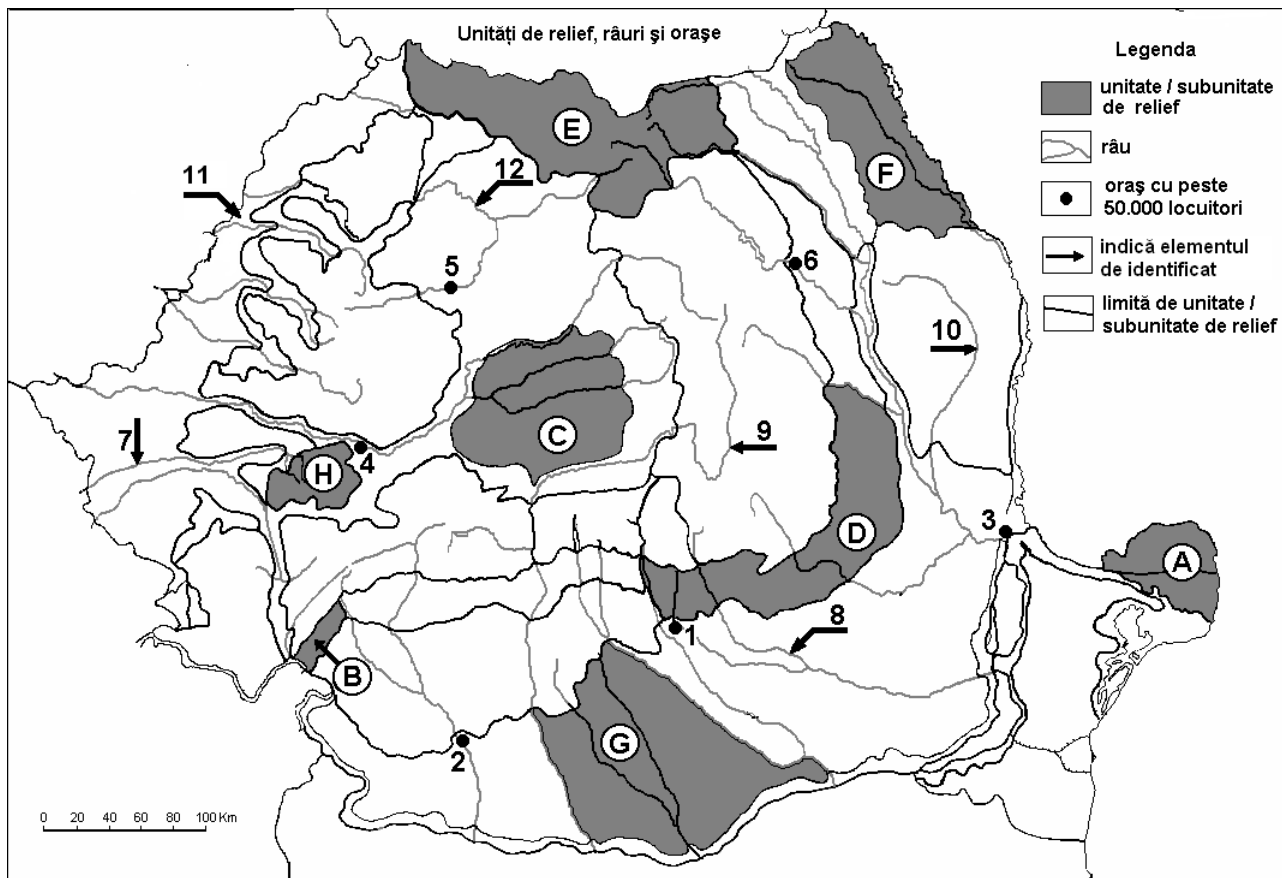 Unităţi de relief, râuri şi oraşe
Legenda
unitate / subunitate
de relief
râu
oraş cu peste
50.000 locuitori
indică elementul
de identificat
limită de unitate /
subunitate de relief
E
F
12
11
5
6
10
C
9
7
4
H
D
3
A
1
8
B
G
2
0 20 40 60 80 100 Km